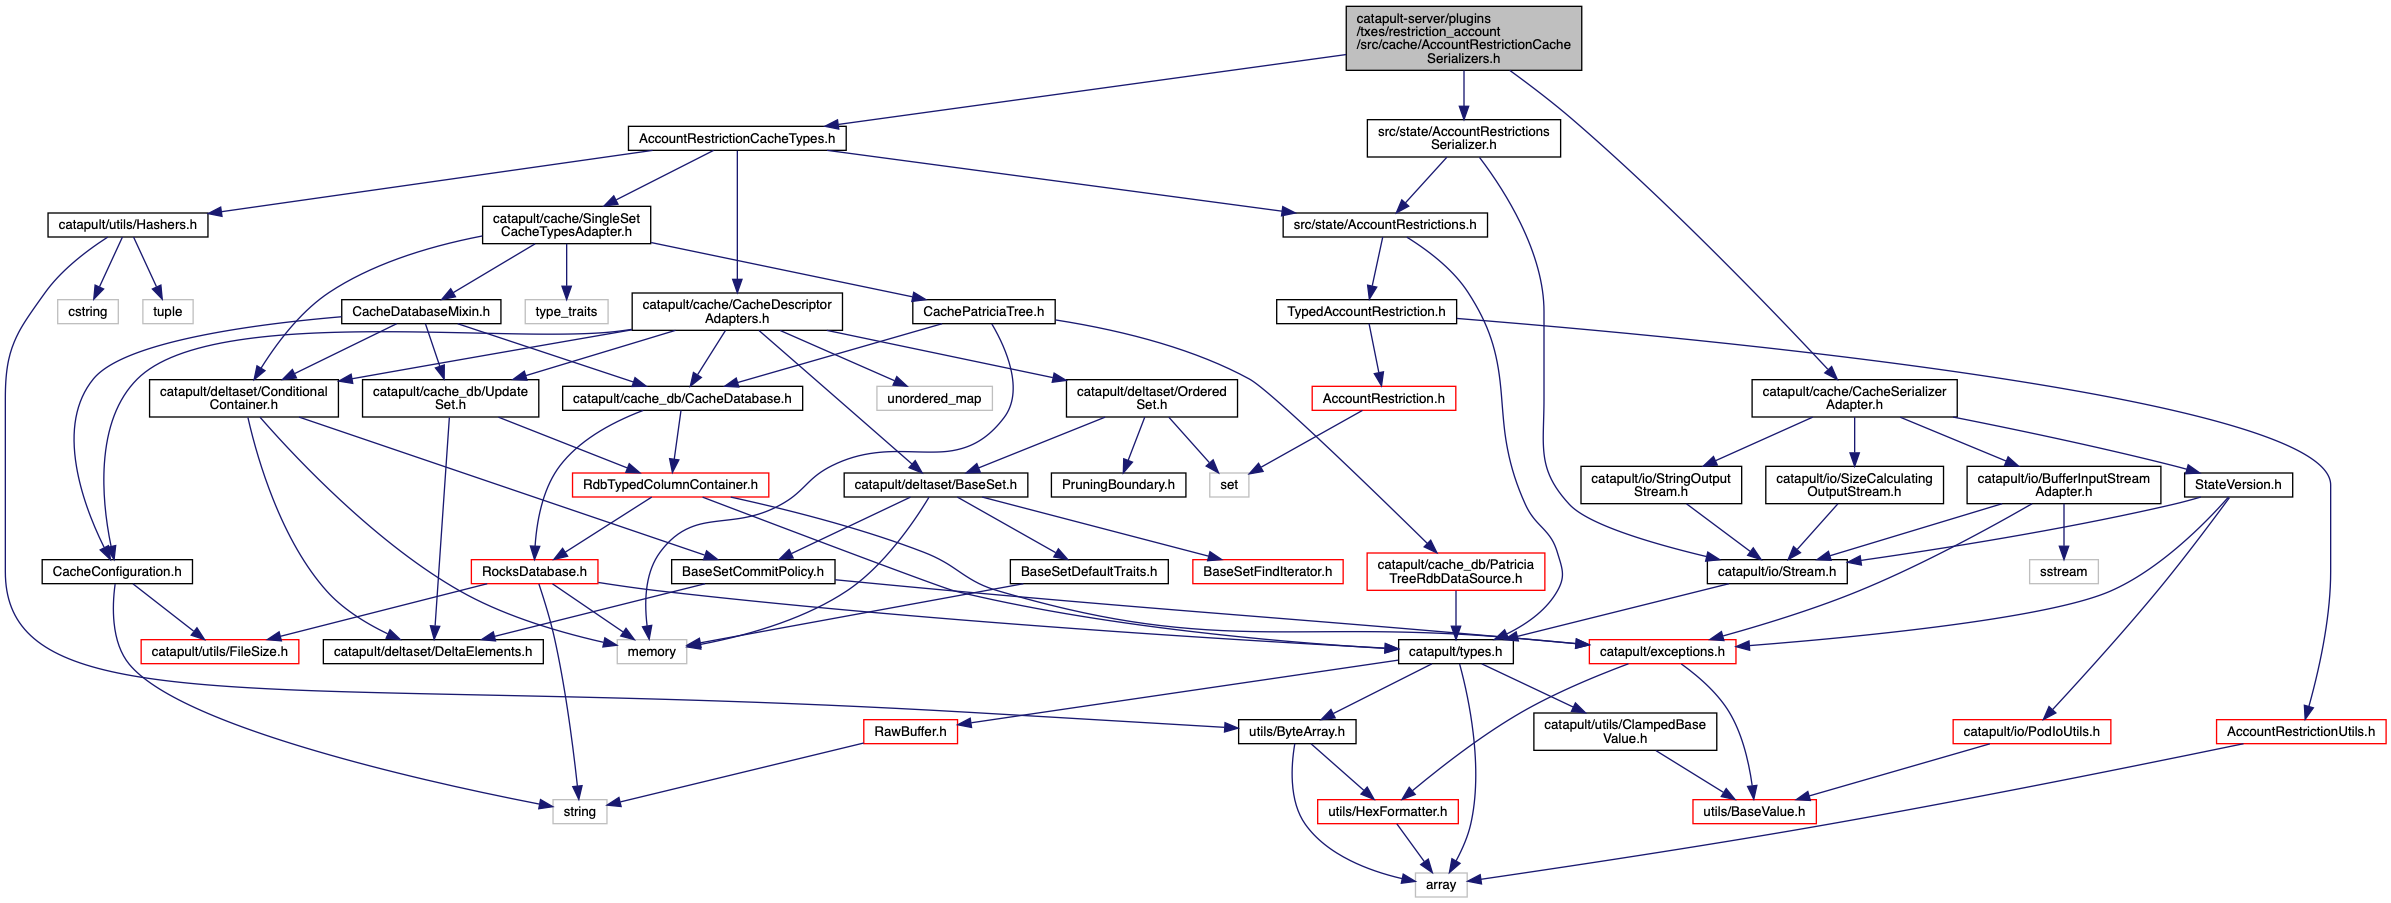 catapult-server/plugins
/txes/restriction_account
/src/cache/AccountRestrictionCache
Serializers.h
AccountRestrictionCacheTypes.h
src/state/AccountRestrictions
Serializer.h
catapult/utils/Hashers.h
catapult/cache/SingleSet
CacheTypesAdapter.h
src/state/AccountRestrictions.h
cstring
tuple
CacheDatabaseMixin.h
type_traits
catapult/cache/CacheDescriptor
Adapters.h
CachePatriciaTree.h
TypedAccountRestriction.h
catapult/deltaset/Conditional
Container.h
catapult/cache_db/Update
Set.h
catapult/cache_db/CacheDatabase.h
unordered_map
catapult/deltaset/Ordered
Set.h
AccountRestriction.h
catapult/cache/CacheSerializer
Adapter.h
RdbTypedColumnContainer.h
catapult/deltaset/BaseSet.h
PruningBoundary.h
set
catapult/io/StringOutput
Stream.h
catapult/io/SizeCalculating
OutputStream.h
catapult/io/BufferInputStream
Adapter.h
StateVersion.h
CacheConfiguration.h
RocksDatabase.h
BaseSetCommitPolicy.h
BaseSetDefaultTraits.h
BaseSetFindIterator.h
catapult/cache_db/Patricia
TreeRdbDataSource.h
catapult/io/Stream.h
sstream
catapult/utils/FileSize.h
catapult/deltaset/DeltaElements.h
memory
catapult/types.h
catapult/exceptions.h
RawBuffer.h
utils/ByteArray.h
catapult/utils/ClampedBase
Value.h
catapult/io/PodIoUtils.h
AccountRestrictionUtils.h
string
utils/HexFormatter.h
utils/BaseValue.h
array